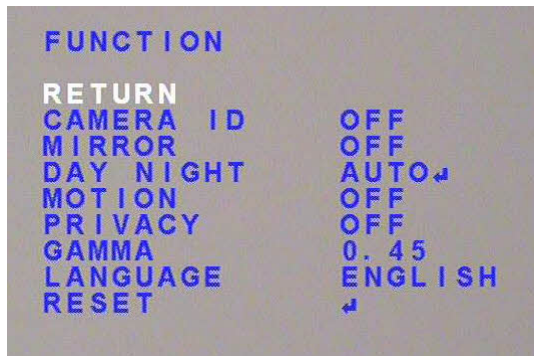 FUNCTION
RETURN
CAMERA ID OFF
MIRROR OFF
DAY NIGHT AUTO↲
MOTION OFF
PRIVACY OFF
GAMMA 0.45
LANGUAGE ENGLISH
RESET ↲